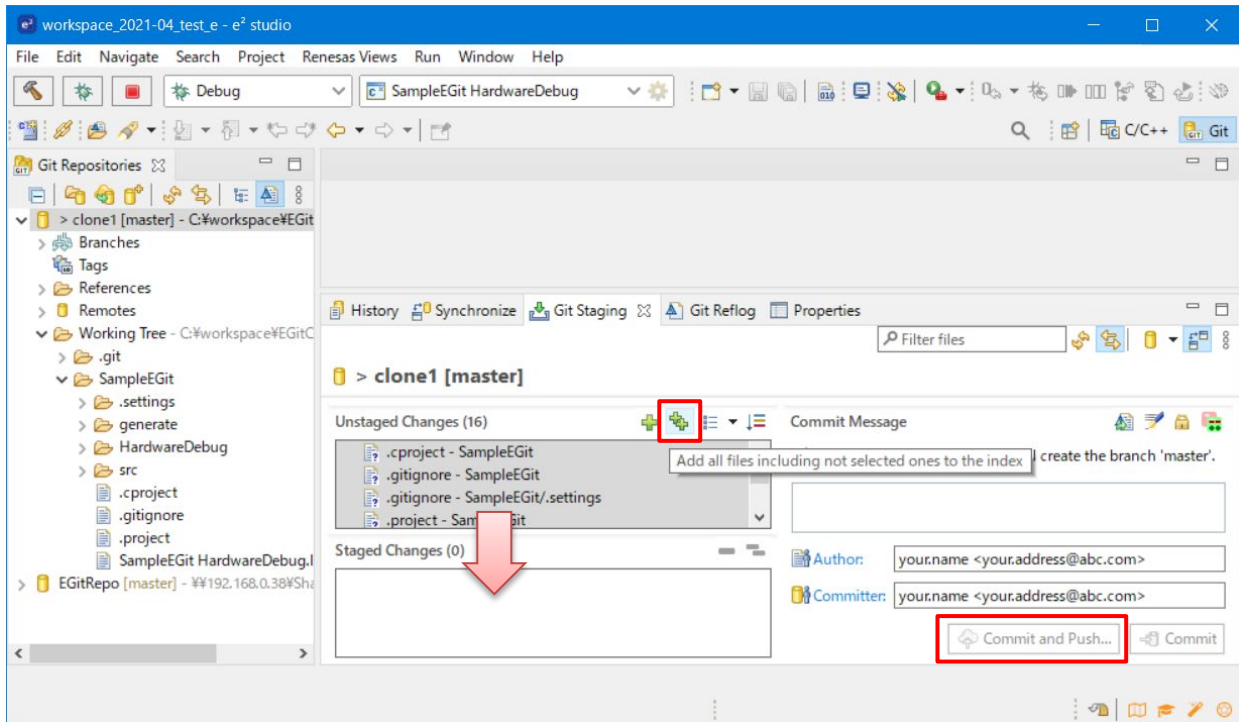 workspace_2021-04_test_e - e² studio
File Edit Navigate Search Project Renesas Views Run Window Help
Debug
SampleEGit HardwareDebug
C/C++
Git
Git Repositories
> clone1 [master] - C:¥workspace¥EGit
Branches
Tags
References
Remotes
Working Tree - C:¥workspace¥EGitC
.git
SampleEGit
.settings
generate
HardwareDebug
src
.cproject
.gitignore
.project
SampleEGit HardwareDebug.l
EGitRepo [master] - ¥¥192.168.0.38¥Sha
History Synchronize Git Staging Git Reflog Properties
Filter files
> clone1 [master]
Unstaged Changes (16)
.cproject - SampleEGit
.gitignore - SampleEGit
.gitignore - SampleEGit/.settings
.project - Sam Git
Staged Changes (0)
Commit Message
Add all files including not selected ones to the index
create the branch 'master'.
Author: your.name <your.address@abc.com>
Committer: your.name <your.address@abc.com>
Commit and Push...
Commit